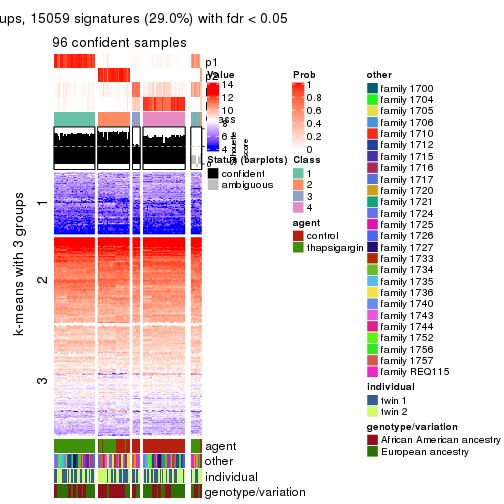 ups, 15059 signatures (29.0%) with fdr < 0.05
96 confident samples
p1
p2
Value
14
12
10
8
6
4
Prob
1
0.8
0.6
0.4
0.2
0
Status (barplots)
confident
ambiguous
Class
1
2
3
4
agent
control
thapsigargin
other
family 1700
family 1704
family 1705
family 1706
family 1710
family 1712
family 1715
family 1716
family 1717
family 1720
family 1721
family 1724
family 1725
family 1726
family 1727
family 1733
family 1734
family 1735
family 1736
family 1740
family 1743
family 1744
family 1752
family 1756
family 1757
family REQ115
individual
twin 1
twin 2
genotype/variation
African American ancestry
European ancestry
k-means with 3 groups
1
2
3
agent
other
individual
genotype/variation